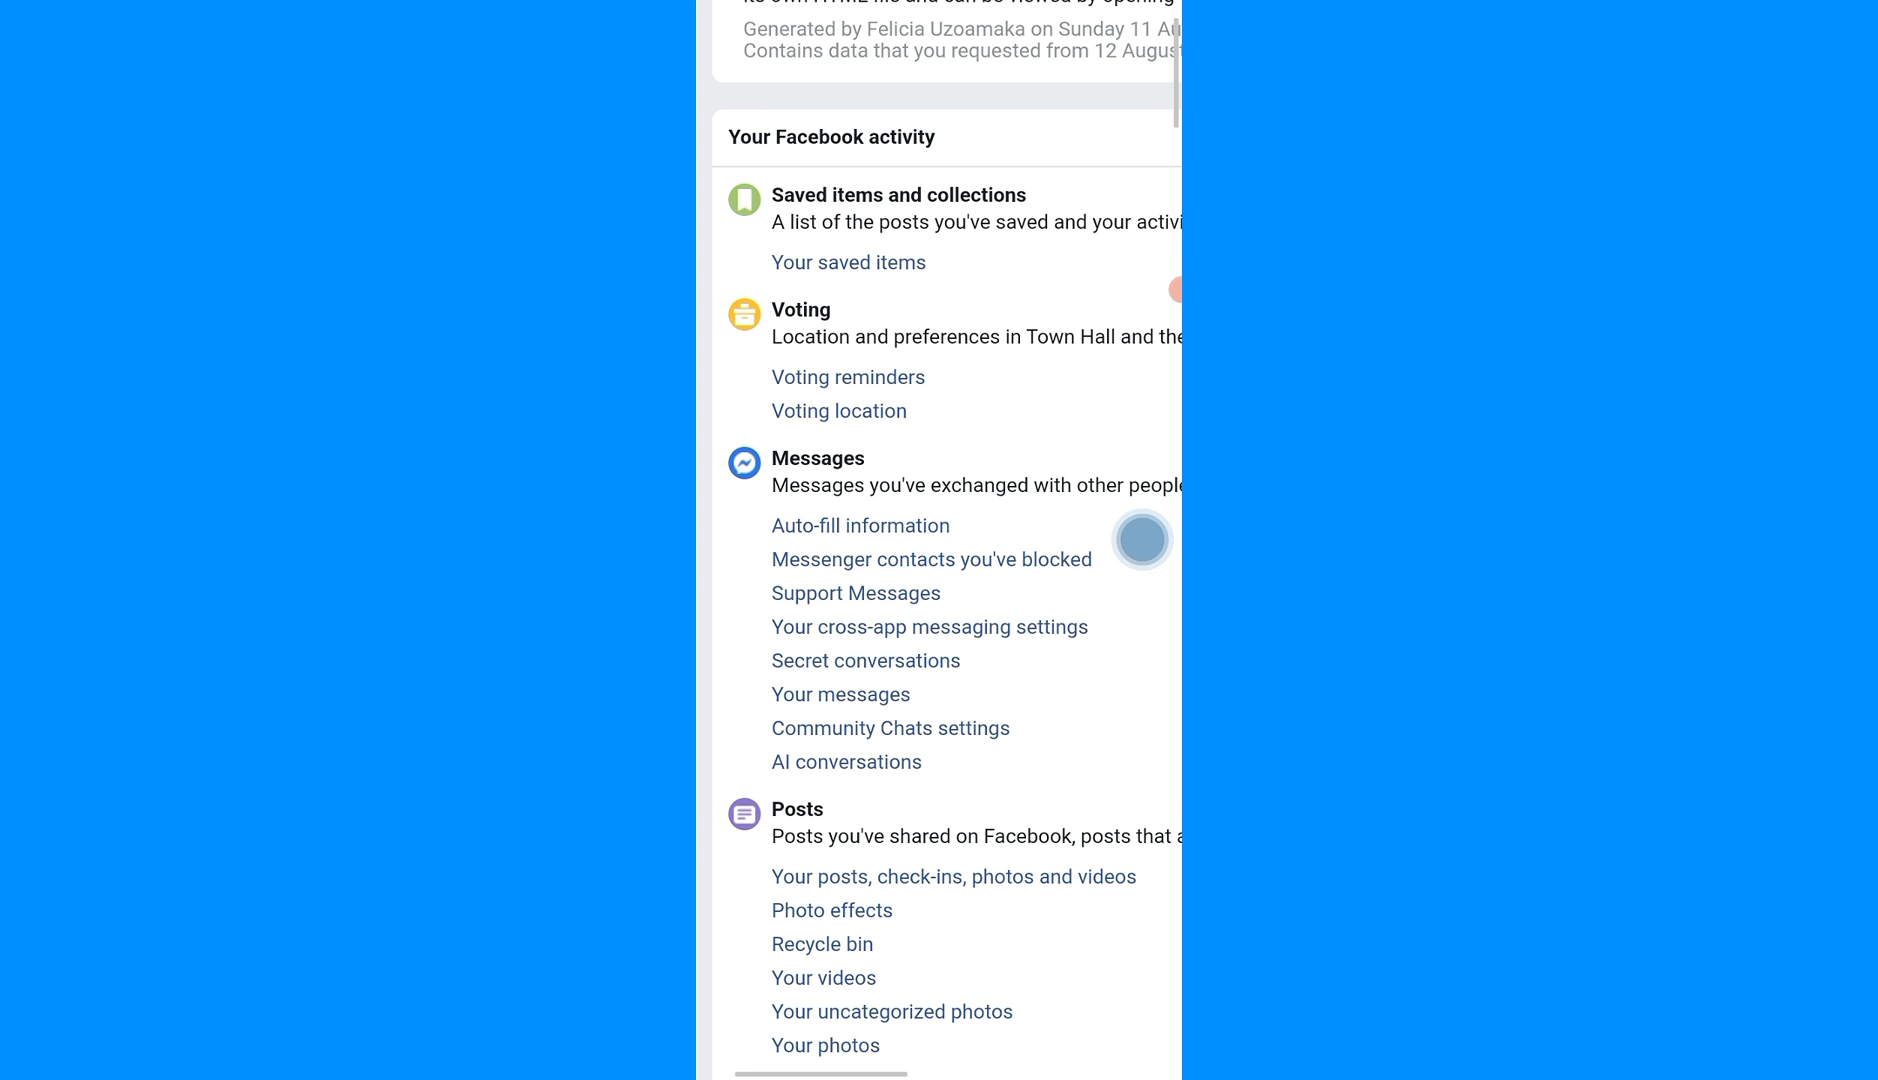 Generated by Felicia Uzoamaka on Sunday 11 Au
Contains data that you requested from 12 August
Your Facebook activity
Saved items and collections
A list of the posts you've saved and your activi
Your saved items
Voting
Location and preferences in Town Hall and the
Voting reminders
Voting location
Messages
Messages you've exchanged with other people
Auto-fill information
Messenger contacts you've blocked
Support Messages
Your cross-app messaging settings
Secret conversations
Your messages
Community Chats settings
AI conversations
Posts
Posts you've shared on Facebook, posts that a
Your posts, check-ins, photos and videos
Photo effects
Recycle bin
Your videos
Your uncategorized photos
Your photos